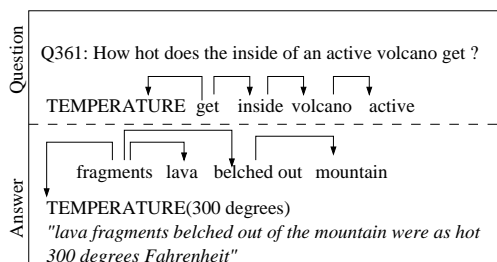 Question
Q361: How hot does the inside of an active volcano get ?
TEMPERATURE get inside volcano active
Answer
fragments lava belched out mountain
TEMPERATURE(300 degrees)
"lava fragments belched out of the mountain were as hot
300 degrees Fahrenheit"